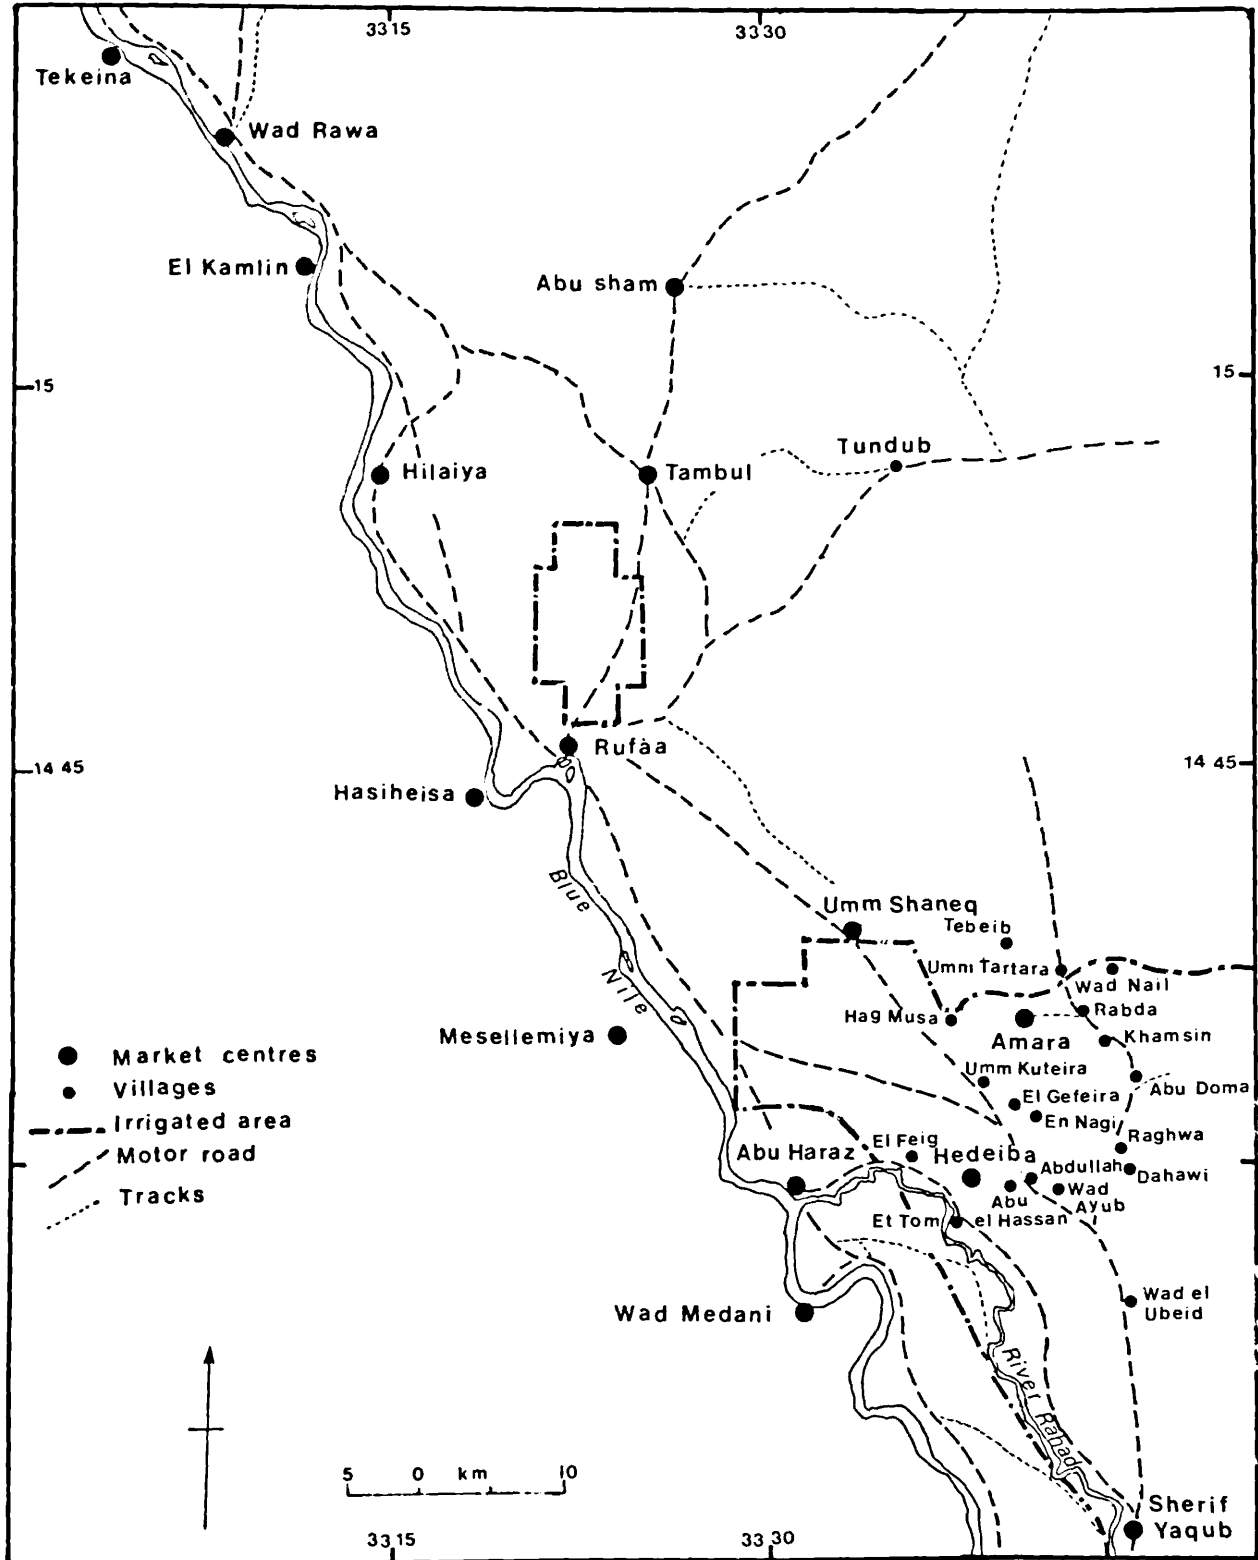 33 15
33 30
Tekeina
Wad Rawa
El Kamlin
Abu sham
15
15
Tundub
Hilaiya
Tambul
Rufàa
14 45
14 45
Hasiheisa
Blue
Nile
Umm Shaneq
Tebeib
Umm Tartara
Wad Nail
Hag Musa
Rabda
Mesellemiya
Amara
Khamsin
Market centres
Umm Kuteira
Villages
El Gefeira
Abu Doma
Irrigated area
En Nagi
Motor road
Abu Haraz
El Feig
Hedeiba
Raghwa
Tracks
Abdullah
Dahawi
Abu
Wad
Ayub
Et Tom
el Hassan
Wad Medani
Wad el
Ubeid
River Rahad
5 0 km 10
Sherif
Yaqub
33 15
33 30